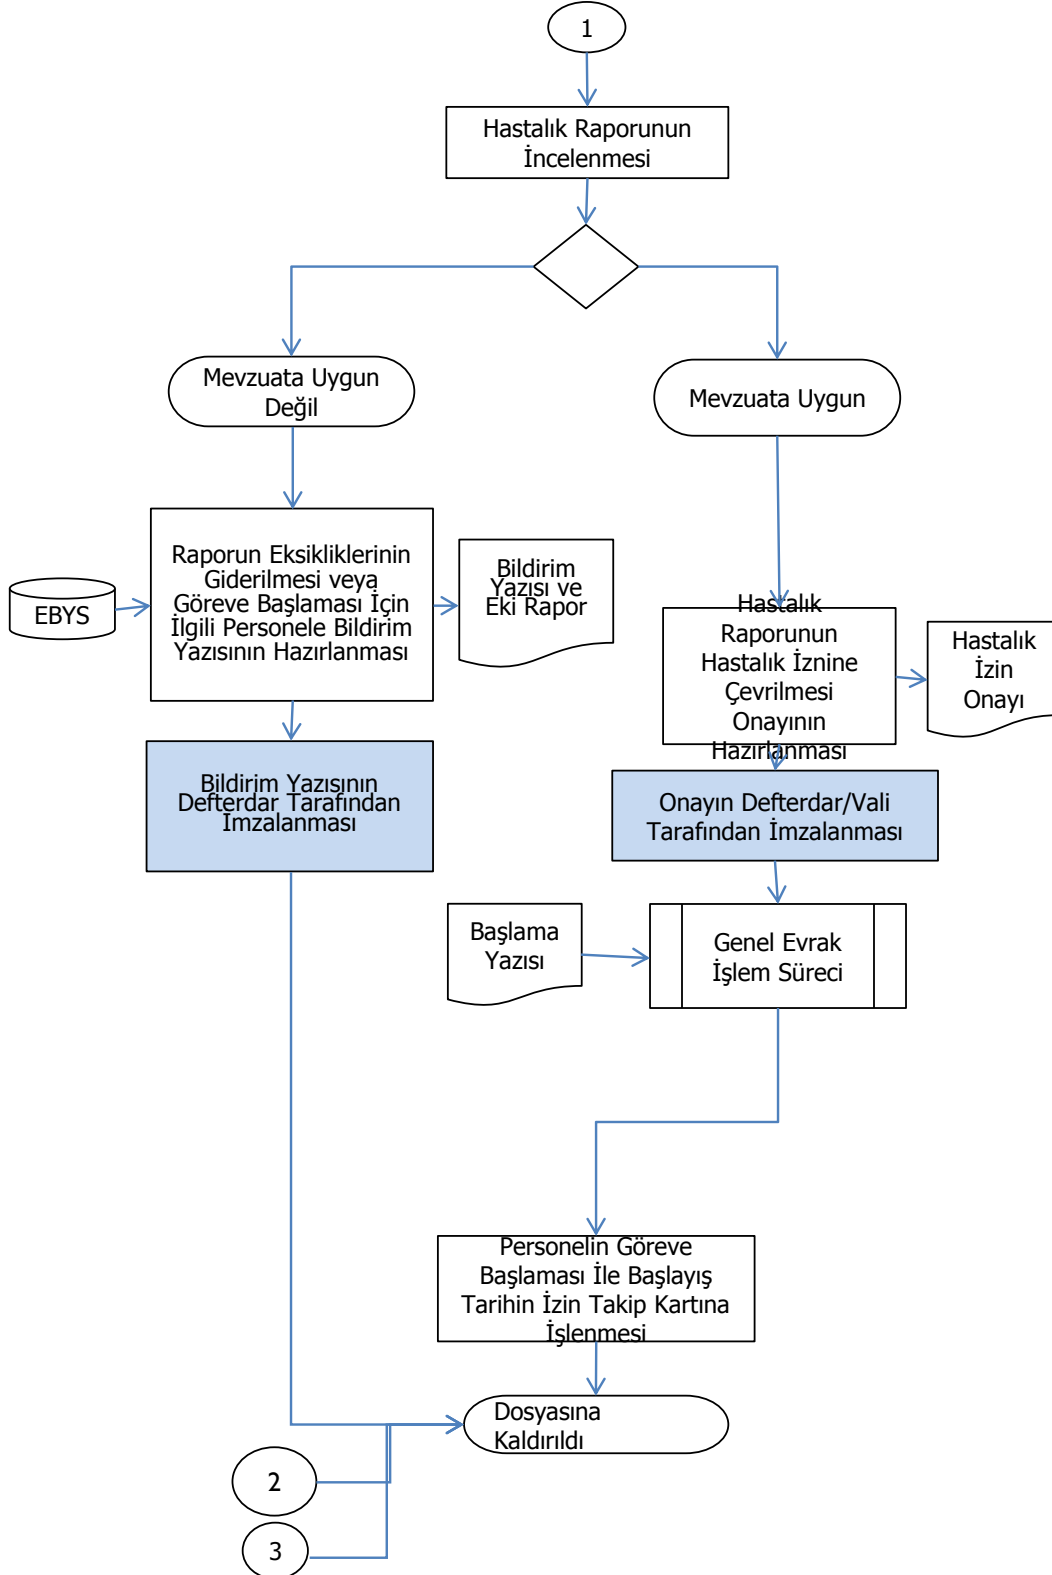 1
Hastalık Raporunun
İncelenmesi
Mevzuata Uygun
Değil
Mevzuata Uygun
EBYS
Raporun Eksikliklerinin
Giderilmesi veya
Göreve Başlaması İçin
İlgili Personele Bildirim
Yazısının Hazırlanması
Bildirim
Yazısı ve
Eki Rapor
Hastalık
Raporunun
Hastalık İznine
Çevrilmesi
Onayının
Hazırlanması
Hastalık
İzin
Onayı
Bildirim Yazısının
Defterdar Tarafından
İmzalanması
Onayın Defterdar/Vali
Tarafından İmzalanması
Başlama
Yazısı
Genel Evrak
İşlem Süreci
Personelin Göreve
Başlaması İle Başlayış
Tarihin İzin Takip Kartına
İşlenmesi
Dosyasına
Kaldırıldı
2
3